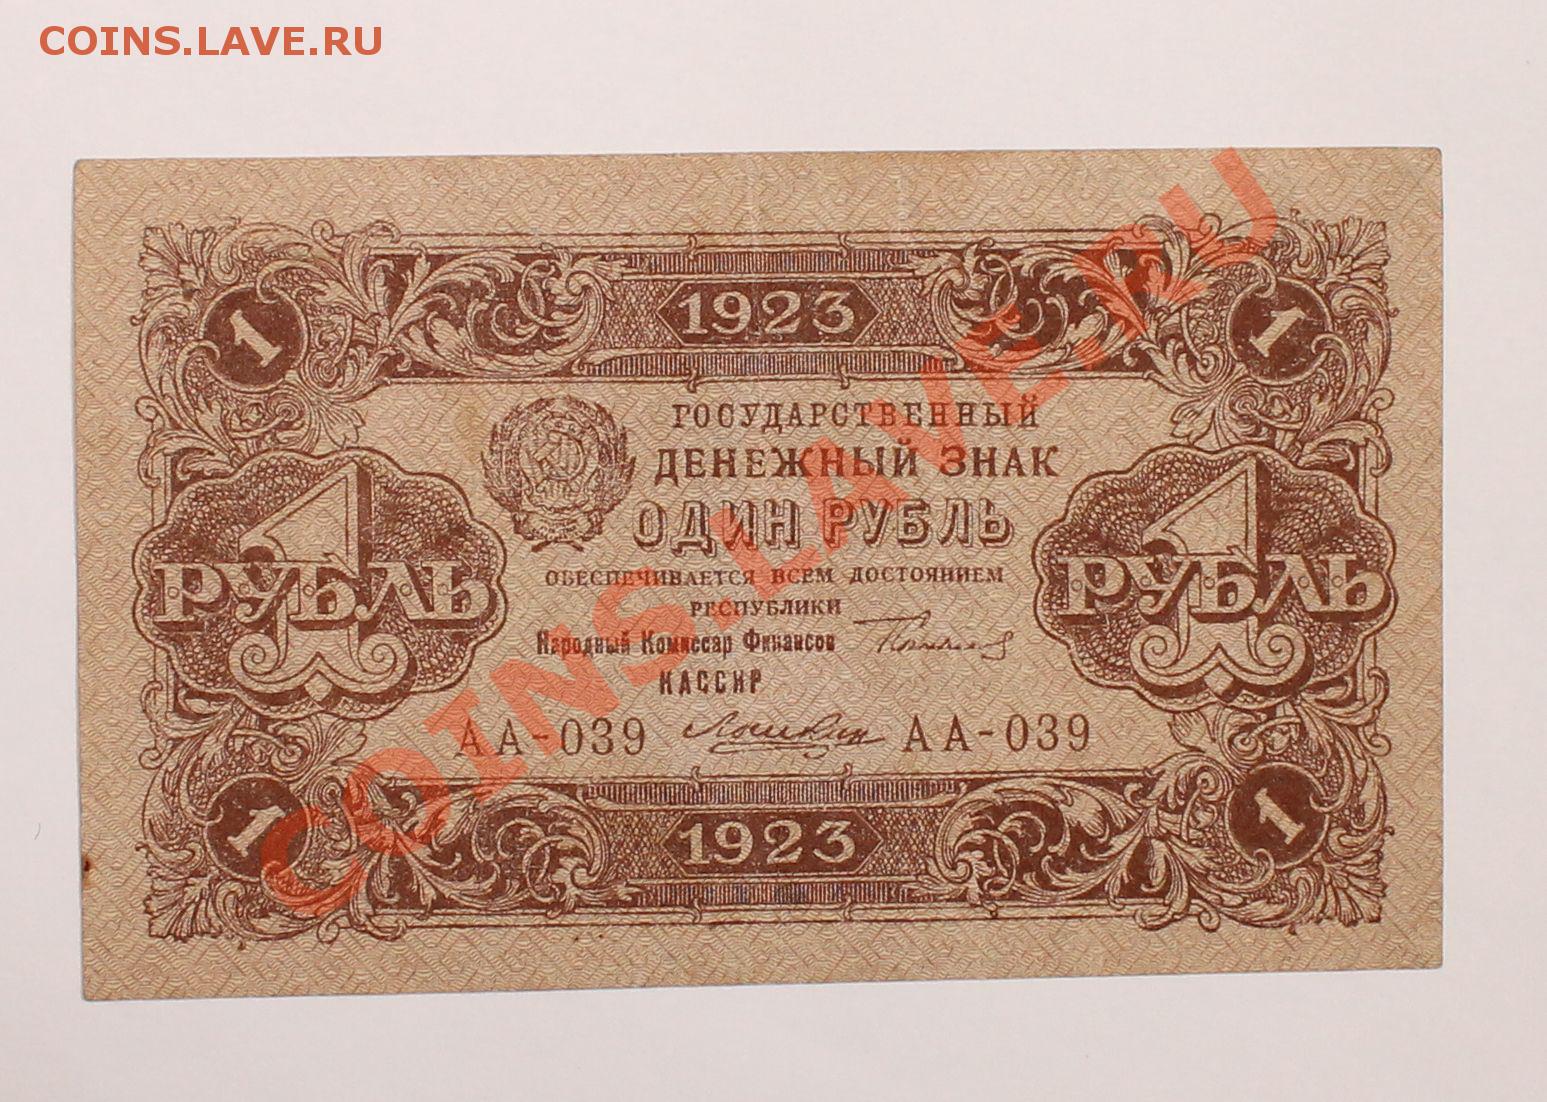 COINS.LAVE.RU
1923
1 1
ГОСУДАРСТВЕННЫЙ
ДЕНЕЖНЫЙ ЗНАК
ОДИН РУБЛЬ
1 РУБЛЬ 1 РУБЛЬ
ОБЕСПЕЧИВАЕТСЯ ВСЕМ ДОСТОЯНИЕМ
РЕСПУБЛИКИ
Народный Комиссар Финансов
КАССИР
АА-039 АА-039
1 1
1923
COINS.LAVE.RU